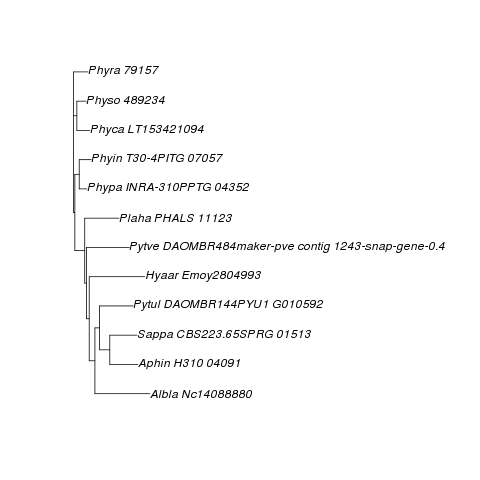 Phyra 79157
Physo 489234
Phyca LT153421094
Phyin T30-4PITG 07057
Phypa INRA-310PPTG 04352
Plaha PHALS 11123
Pytve DAOMBR484maker-pve contig 1243-snap-gene-0.4
Hyaar Emoy2804993
Pytul DAOMBR144PYU1 G010592
Sappa CBS223.65SPRG 01513
Aphin H310 04091
Albla Nc14088880